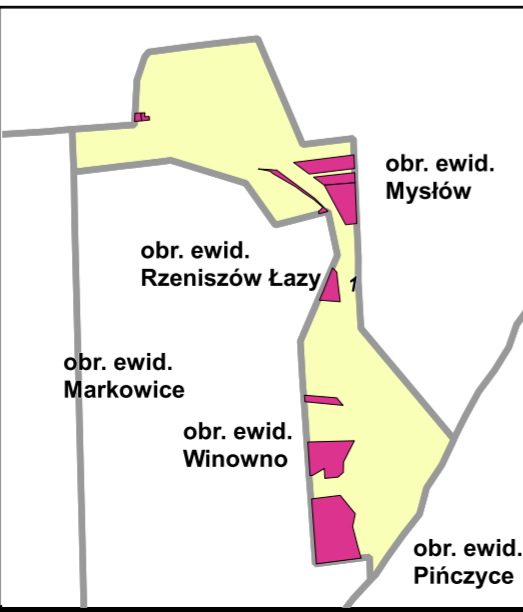 obr. ewid.
Mysłów
obr. ewid.
Rzeniszów Łazy
1
obr. ewid.
Markowice
obr. ewid.
Winowno
obr. ewid.
Pińczyce